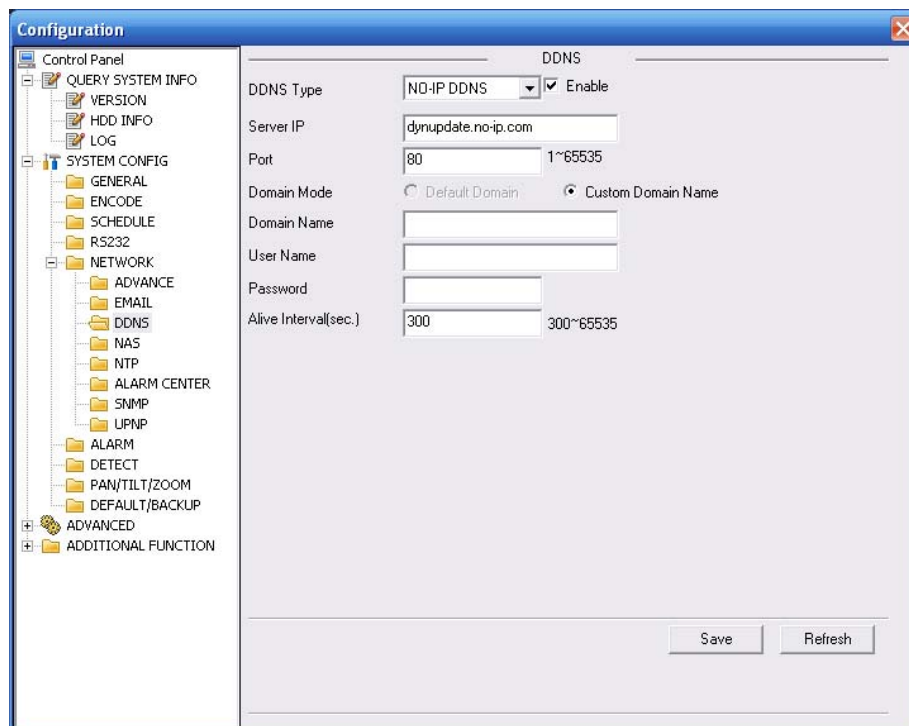 Configuration
Control Panel
QUERY SYSTEM INFO
VERSION
HDD INFO
LOG
SYSTEM CONFIG
GENERAL
ENCODE
SCHEDULE
RS232
NETWORK
ADVANCE
EMAIL
DDNS
NAS
NTP
ALARM CENTER
SNMP
UPNP
ALARM
DETECT
PAN/TILT/ZOOM
DEFAULT/BACKUP
ADVANCED
ADDITIONAL FUNCTION
DDNS
DDNS Type NO-IP DDNS Enable
Server IP dynupdate.no-ip.com
Port 80 1~65535
Domain Mode Default Domain Custom Domain Name
Domain Name
User Name
Password
Alive Interval(sec.) 300 300~65535
Save Refresh